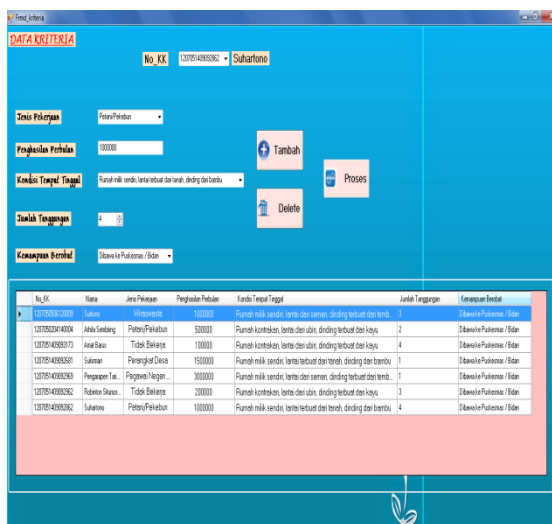 Frmd_kriteria
DATA KRITERIA
No_KK 1207051409092862 Suhartono
Jenis Pekerjaan Petani/Pekebun
Penghasilan Perbulan 1000000
Tambah
Kondisi Tempat Tinggal Rumah milik sendiri, lantai terbuat dari tanah, dinding dari bambu
Proses
Jumlah Tanggungan 4
Delete
Kemampuan Berobat Dibawa ke Puskesmas / Bidan
No_KK Nama Jenis Pekerjaan Penghasilan Perbulan Kondisi Tempat Tinggal Jumlah Tanggungan Kemampuan Berobat
Wiraswasta 1000000 Rumah milik sendiri, lantai dari semen, dinding terbuat dari temb... 3 Dibawa ke Puskesmas / Bidan
Petani/Pekebun 500000 Rumah kontrakan, lantai dari ubin, dinding terbuat dari kayu 2 Dibawa ke Puskesmas / Bidan
Tidak Bekerja 100000 Rumah kontrakan, lantai dari ubin, dinding terbuat dari kayu 4 Dibawa ke Puskesmas / Bidan
Sukiman Perangkat Desa 1500000 Rumah milik sendiri, lantai terbuat dari tanah, dinding dari bambu 1 Dibawa ke Puskesmas / Bidan
Pegawai Negeri ... 3000000 Rumah milik sendiri, lantai dari semen, dinding terbuat dari temb... 1 Dibawa ke Puskesmas / Bidan
Tidak Bekerja 200000 Rumah kontrakan, lantai dari ubin, dinding terbuat dari kayu 3 Dibawa ke Puskesmas / Bidan
Suhartono Petani/Pekebun 1000000 Rumah milik sendiri, lantai terbuat dari tanah, dinding dari bambu 4 Dibawa ke Puskesmas / Bidan